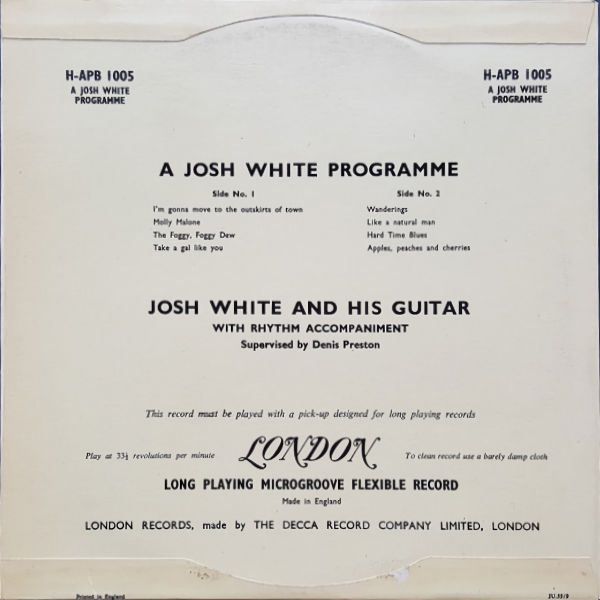 H-APB 1005
A JOSH WHITE
PROGRAMME
H-APB 1005
A JOSH WHITE
PROGRAMME
A JOSH WHITE PROGRAMME
Side No. 1
I'm gonna move to the outskirts of town
Molly Malone
The Foggy, Foggy Dew
Take a gal like you
Side No. 2
Wanderings
Like a natural man
Hard Time Blues
Apples, peaches and cherries
JOSH WHITE AND HIS GUITAR
WITH RHYTHM ACCOMPANIMENT
Supervised by Denis Preston
This record must be played with a pick-up designed for long playing records
Play at 33⅓ revolutions per minute
LONDON
To clean record use a barely damp cloth
LONG PLAYING MICROGROOVE FLEXIBLE RECORD
Made in England
LONDON RECORDS, made by THE DECCA RECORD COMPANY LIMITED, LONDON
Printed in England